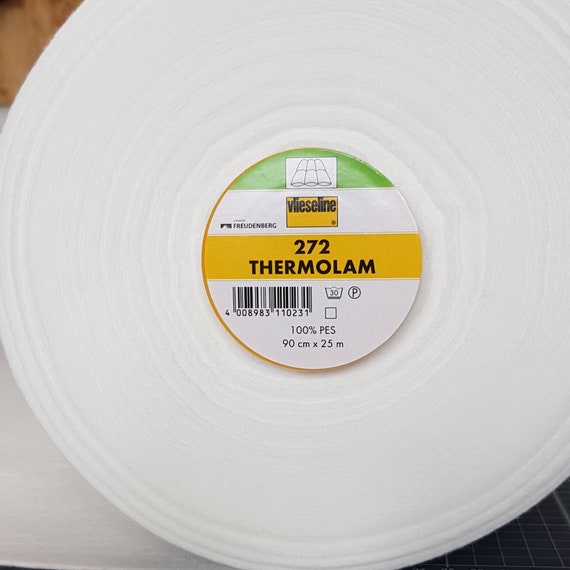 vlieseline
®
FREUDENBERG
272
THERMOLAM
30 P
4 008983 110231
100% PES
90 cm x 25 m